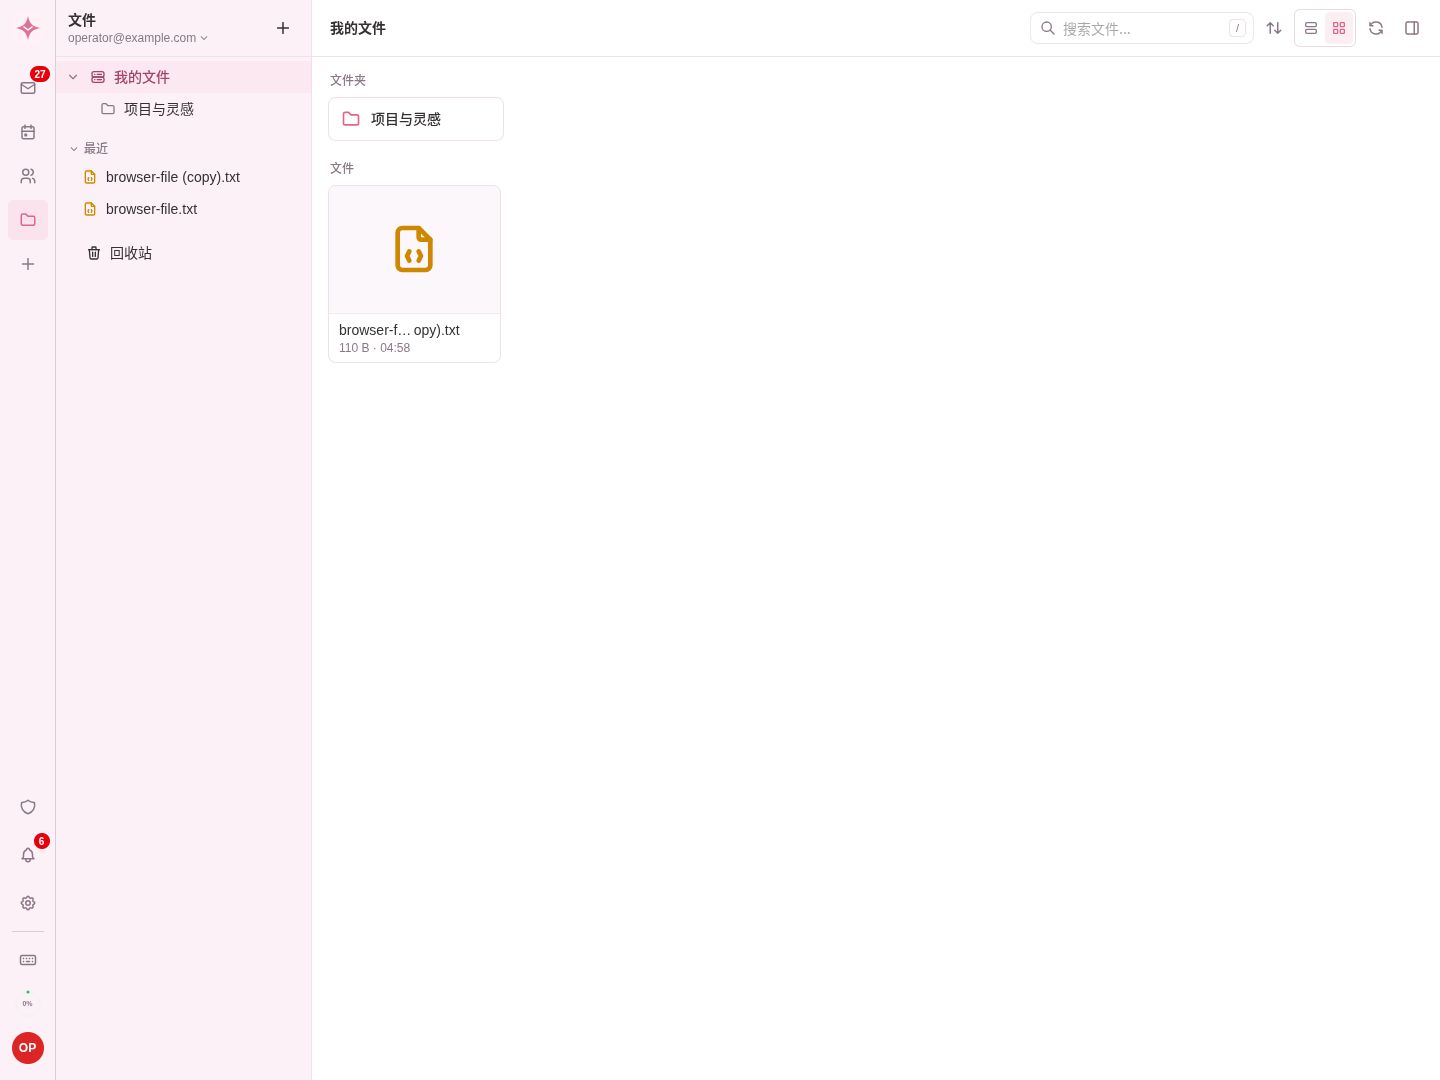 27
6
0%
OP
文件
operator@example.com
我的文件
项目与灵感
最近
browser-file (copy).txt
browser-file.txt
回收站
我的文件
搜索文件...
/
文件夹
项目与灵感
文件
browser-f… opy).txt
110 B · 04:58